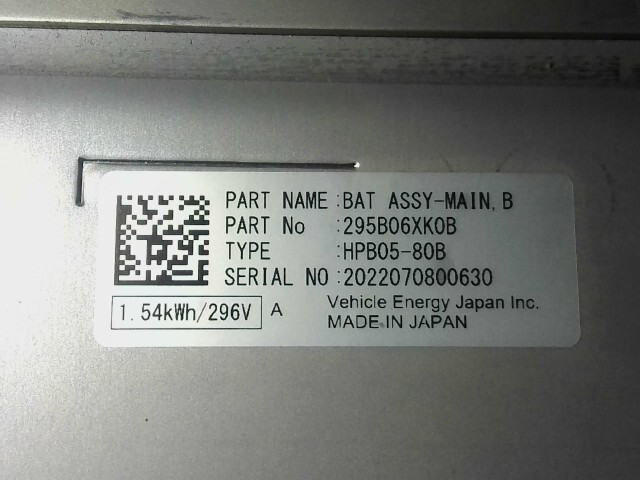 PART NAME :BAT ASSY-MAIN,B
PART No :295B06XK0B
TYPE :HPB05-80B
SERIAL NO :2022070800630
1.54kWh/296V A Vehicle Energy Japan Inc.
MADE IN JAPAN